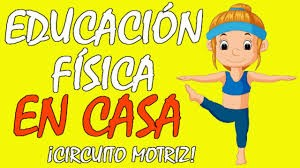 EDUCACIÓN
FÍSICA
EN CASA
¡CIRCUITO MOTRIZ!